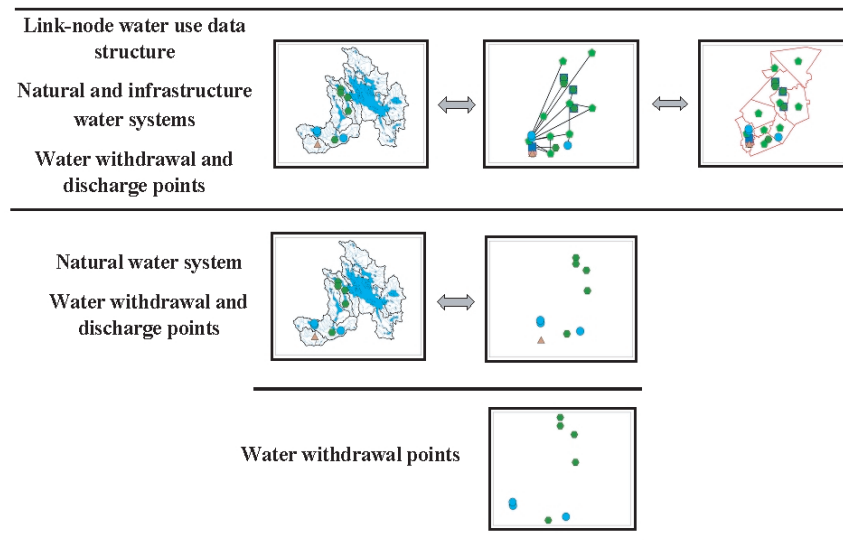 Link-node water use data
structure
Natural and infrastructure
water systems
Water withdrawal and
discharge points
Natural water system
Water withdrawal and
discharge points
Water withdrawal points